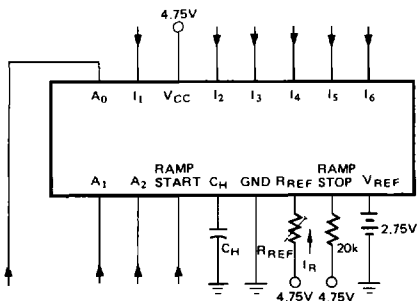 4.75V
A0 I1 VCC I2 I3 I4 I5 I6
RAMP RAMP
A1 A2 START CH GND RREF STOP VREF
CH RREF IR 20k 2.75V
4.75V 4.75V